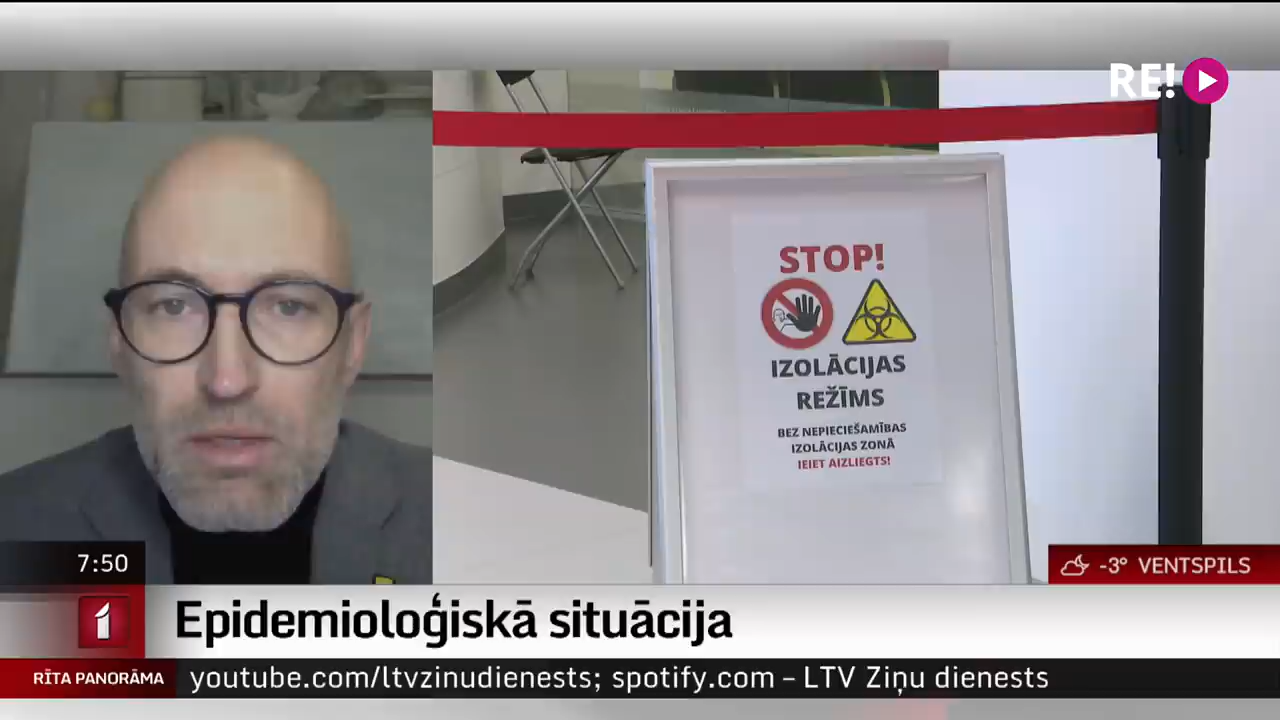 RE!
STOP!
IZOLĀCIJAS
REŽĪMS
BEZ NEPIECIEŠAMĪBAS
IZOLĀCIJAS ZONĀ
IEIET AIZLIEGTS!
7:50
-3° VENTSPILS
1
Epidemioloģiskā situācija
RĪTA PANORĀMA
youtube.com/ltvzinudienests; spotify.com – LTV Ziņu dienests